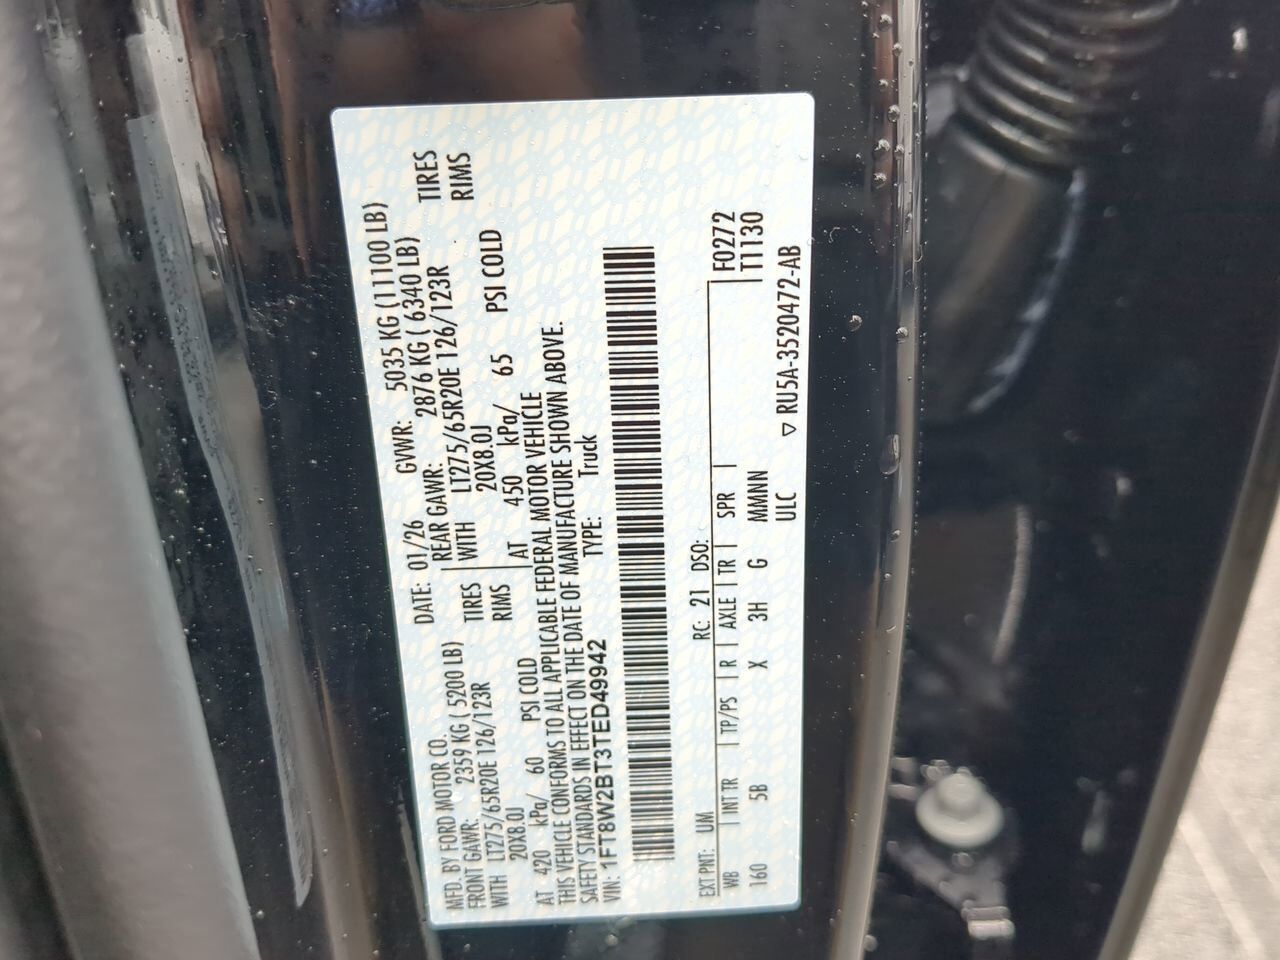 MFD. BY FORD MOTOR CO.
DATE: 01/26 GVWR: 5035 KG (11100 LB)
FRONT GAWR: 2359 KG ( 5200 LB) REAR GAWR: 2876 KG ( 6340 LB)
WITH LT275/65R20E 126/123R TIRES WITH LT275/65R20E 126/123R TIRES
20X8.0J RIMS 20X8.0J RIMS
AT 420 kPa/ 60 PSI COLD AT 450 kPa/ 65 PSI COLD
THIS VEHICLE CONFORMS TO ALL APPLICABLE FEDERAL MOTOR VEHICLE
SAFETY STANDARDS IN EFFECT ON THE DATE OF MANUFACTURE SHOWN ABOVE.
VIN: 1FT8W2BT3TED49942 TYPE: Truck
EXT PNT: UM RC: 21 DSO: F0272
WB | INT TR | TP/PS | R | AXLE | TR | SPR | T1130
160 5B X 3H G MMNN
ULC ▽ RU5A-3520472-AB